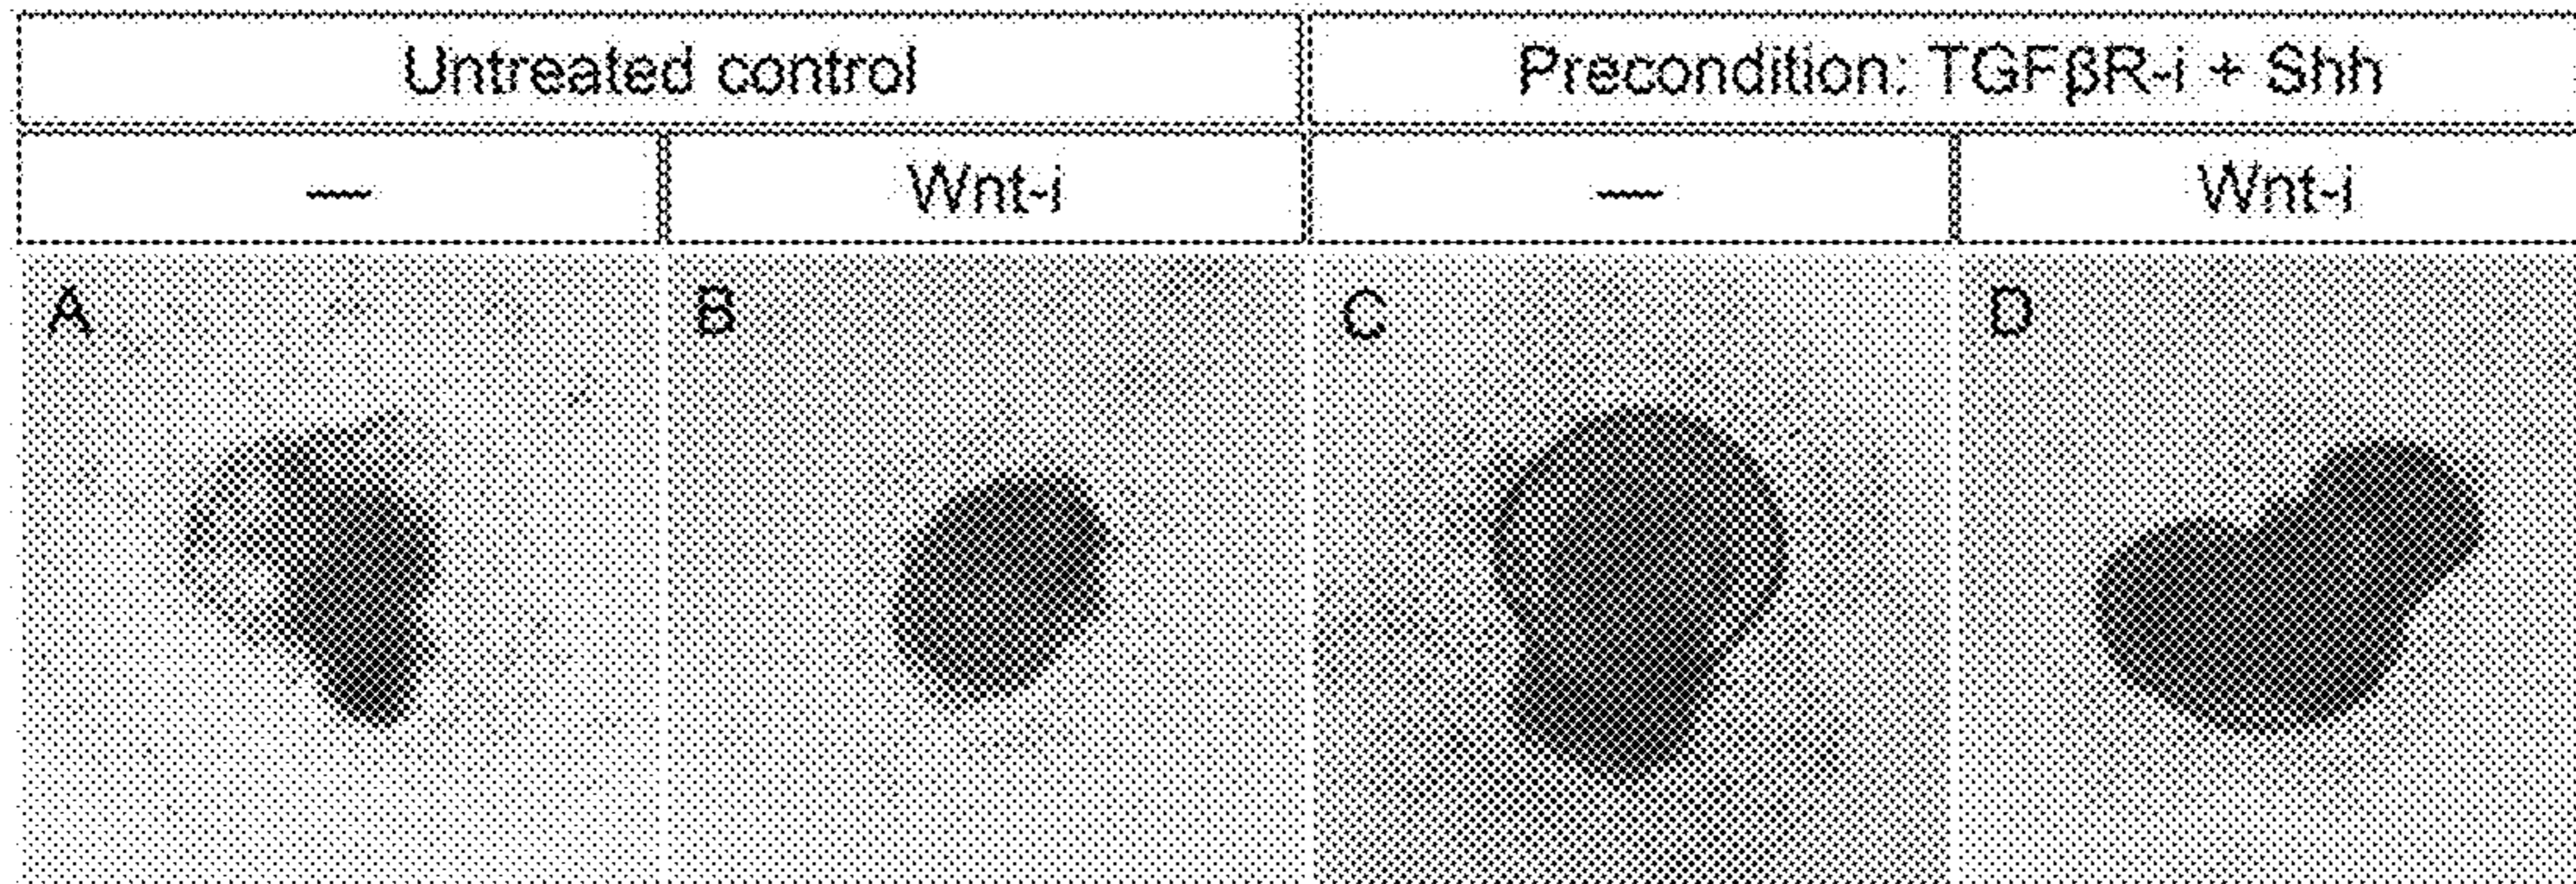 Untreated control Precondition: TGFβR-i + Shh
— Wnt-i — Wnt-i
A B C D